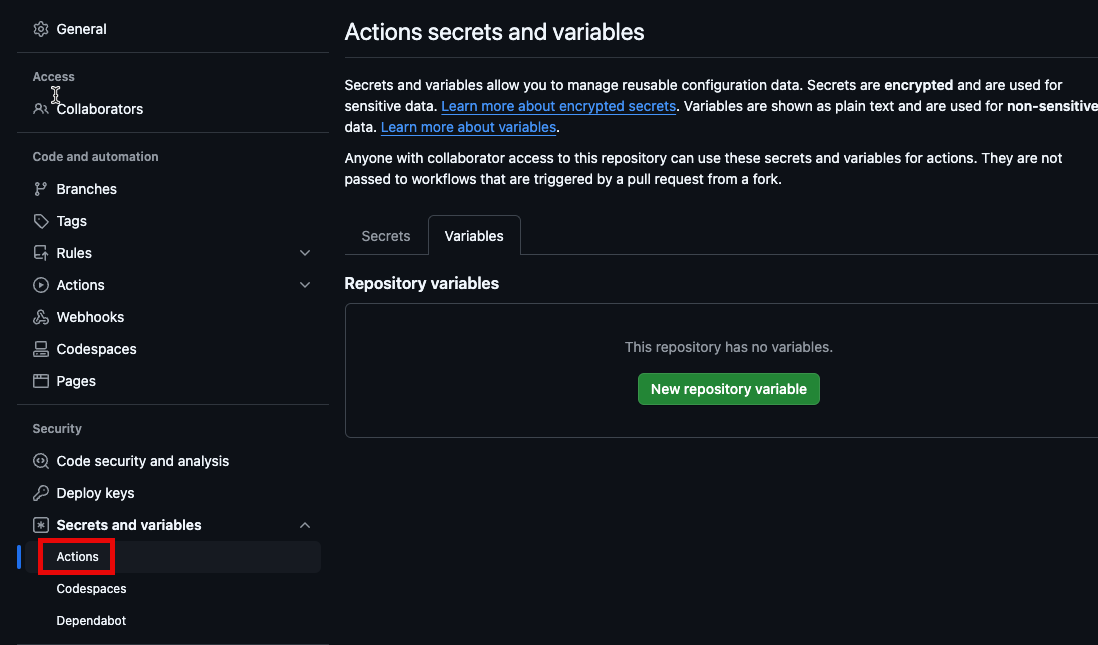 General
Access
Collaborators
Code and automation
Branches
Tags
Rules
Actions
Webhooks
Codespaces
Pages
Security
Code security and analysis
Deploy keys
Secrets and variables
Actions
Codespaces
Dependabot
Actions secrets and variables
Secrets and variables allow you to manage reusable configuration data. Secrets are encrypted and are used for
sensitive data. Learn more about encrypted secrets. Variables are shown as plain text and are used for non-sensitive
data. Learn more about variables.
Anyone with collaborator access to this repository can use these secrets and variables for actions. They are not
passed to workflows that are triggered by a pull request from a fork.
Secrets
Variables
Repository variables
This repository has no variables.
New repository variable